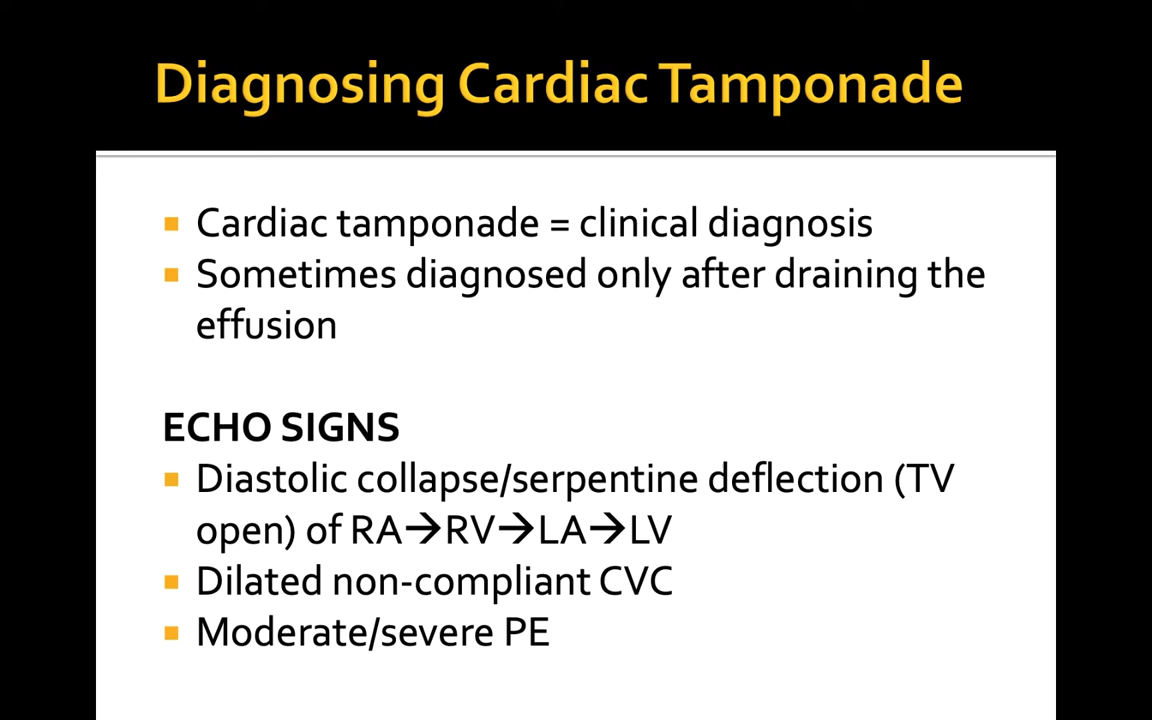 Diagnosing Cardiac Tamponade
▪ Cardiac tamponade = clinical diagnosis
▪ Sometimes diagnosed only after draining the
effusion
ECHO SIGNS
▪ Diastolic collapse/serpentine deflection (TV
open) of RA→RV→LA→LV
▪ Dilated non-compliant CVC
▪ Moderate/severe PE